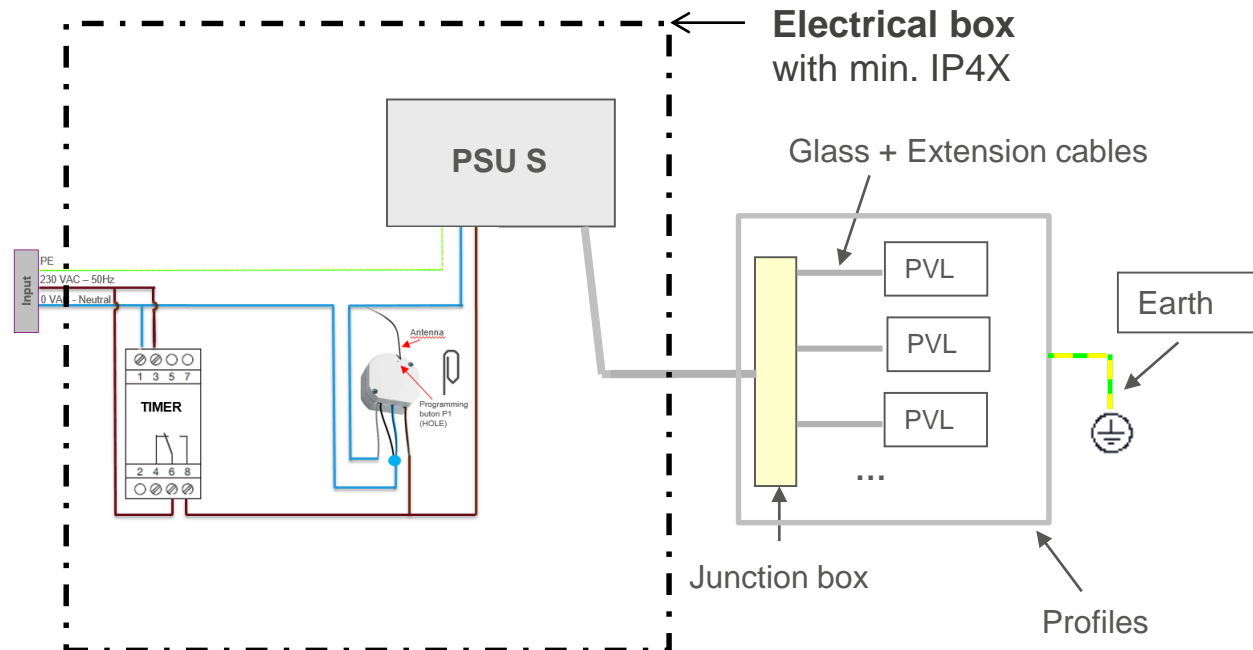 Electrical box
with min. IP4X
PSU S
Glass + Extension cables
PE
230 VAC – 50Hz
0 VAC - Neutral
Input
Antenna
Programming
buton P1
(HOLE)
1 3 5 7
TIMER
2 4 6 8
PVL
PVL
PVL
...
Earth
Junction box
Profiles